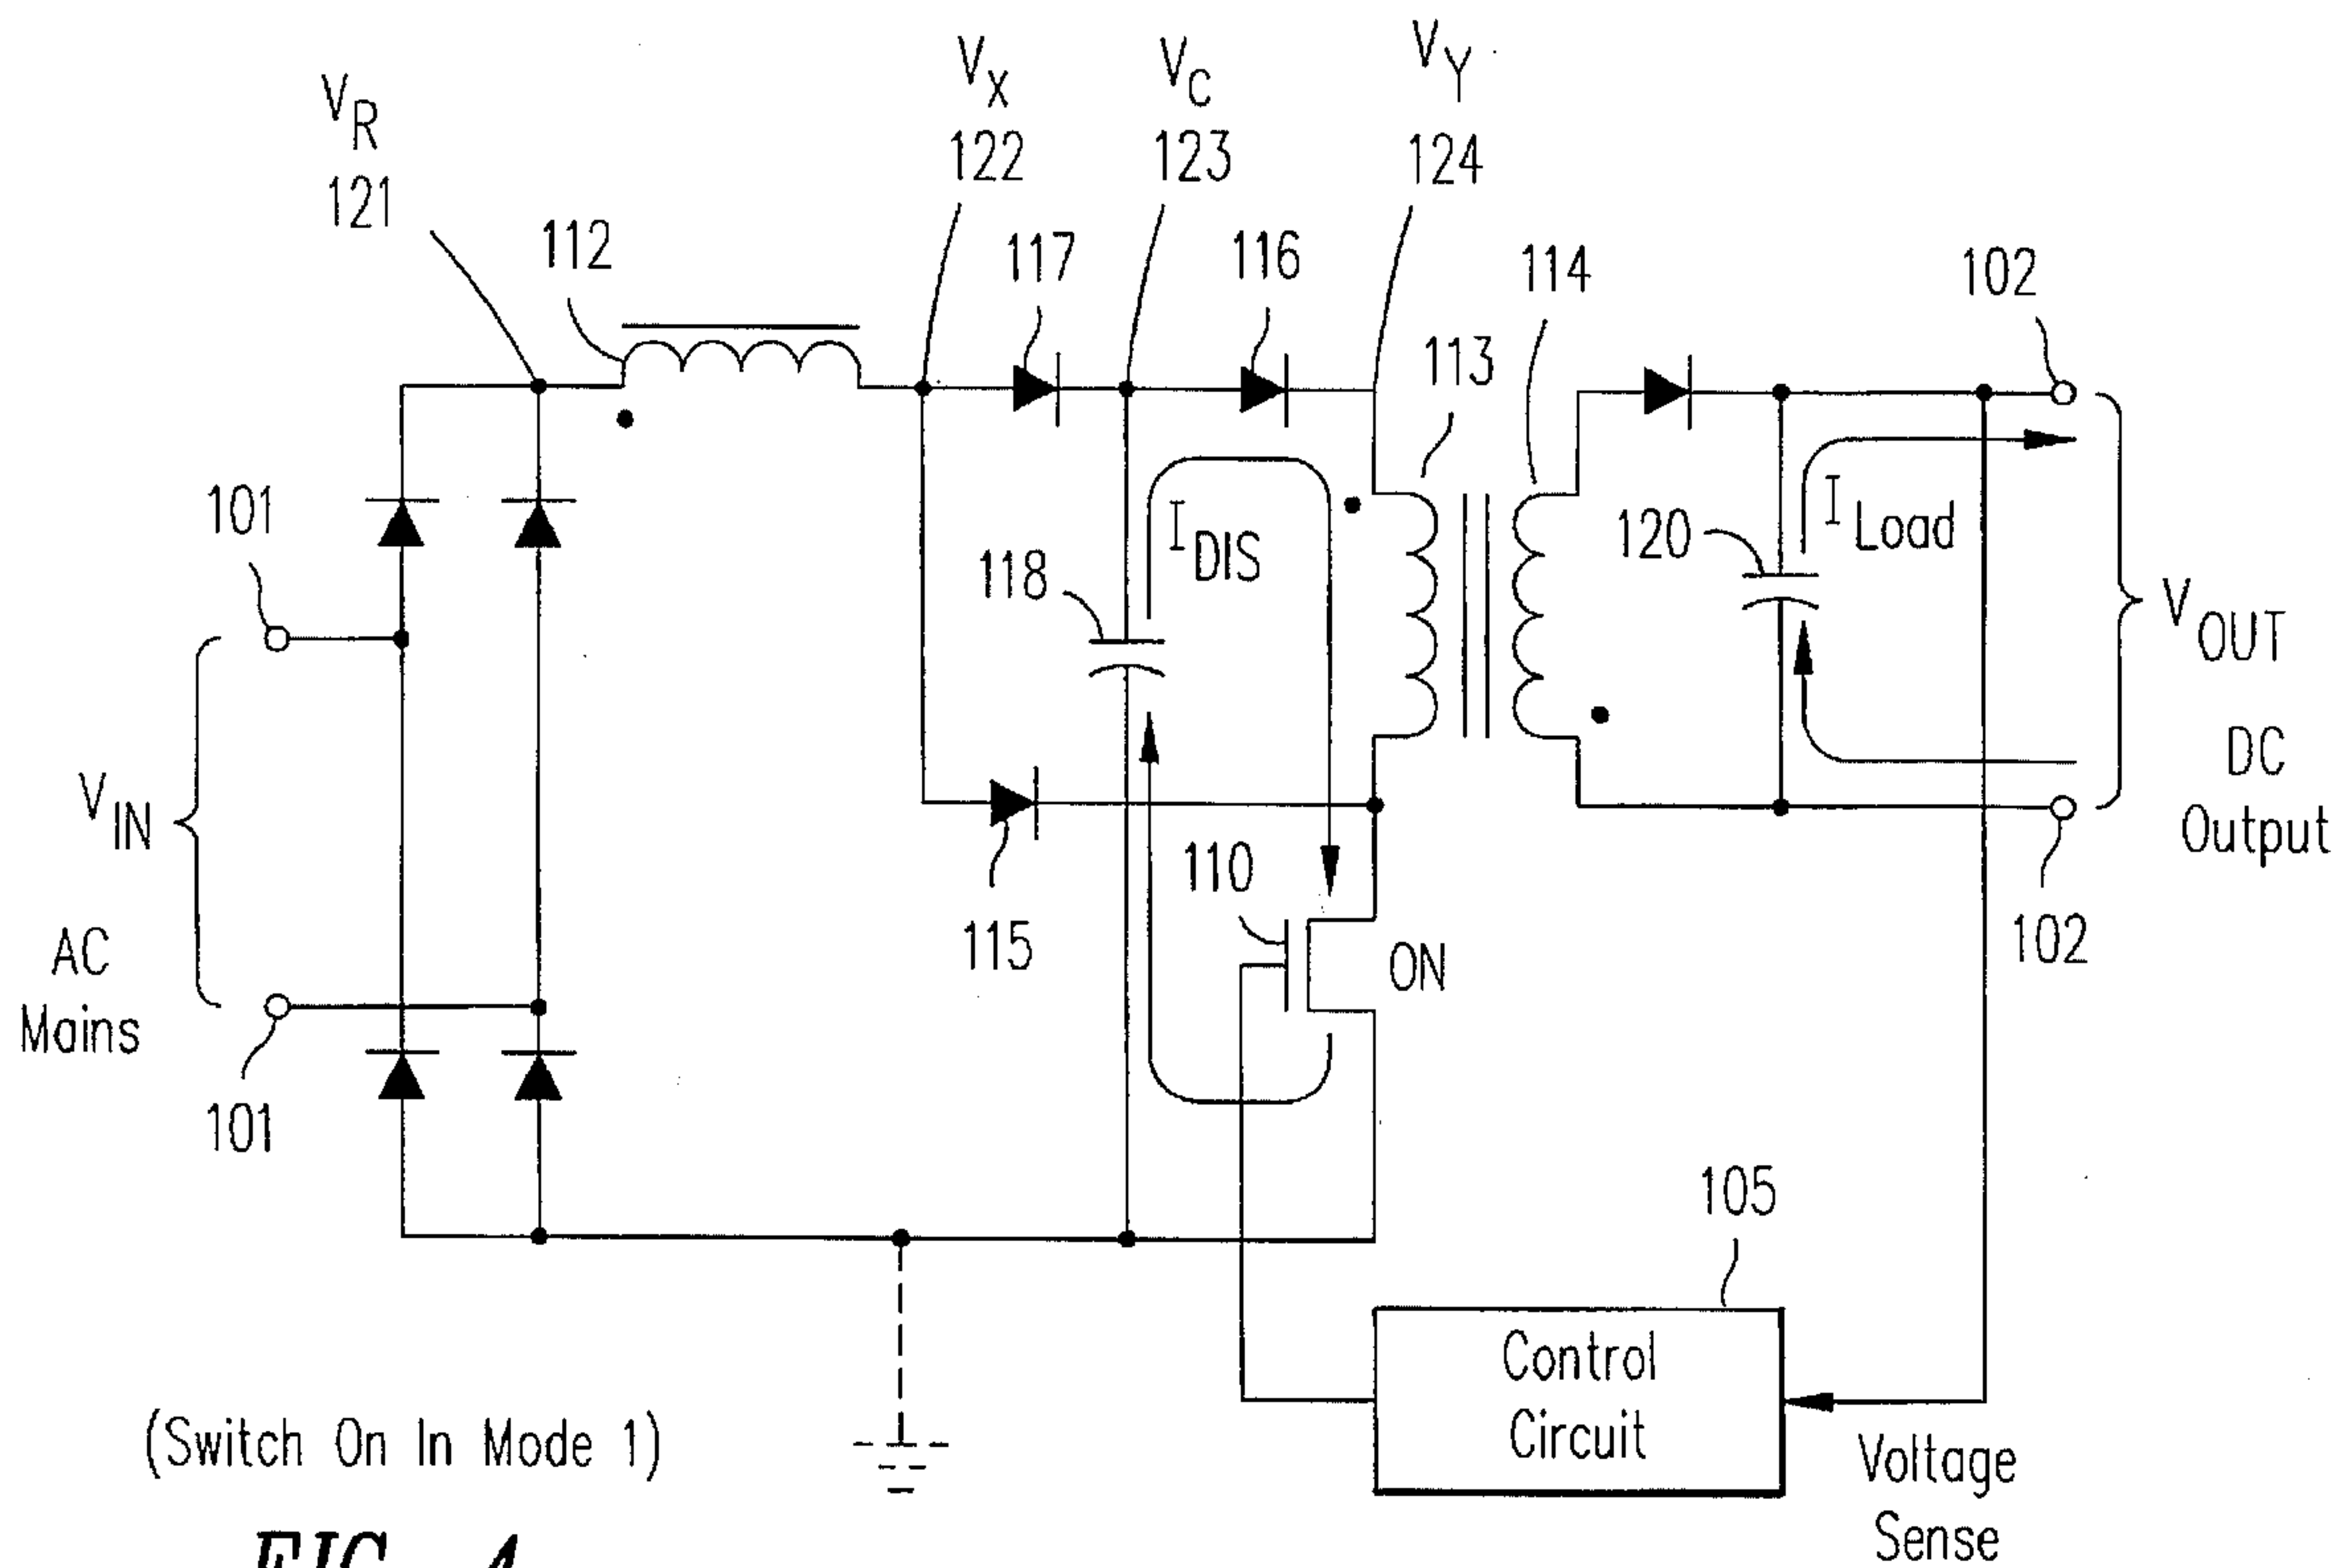 V_R
121
V_X
122
V_C
123
V_Y
124
112
117
116
114
113
102
101
118
I_DIS
120
I_Load
V_OUT
DC
Output
V_IN
AC
Mains
115
110
ON
102
101
105
Control
Circuit
Voltage
Sense
(Switch On In Mode 1)
FIG. 4